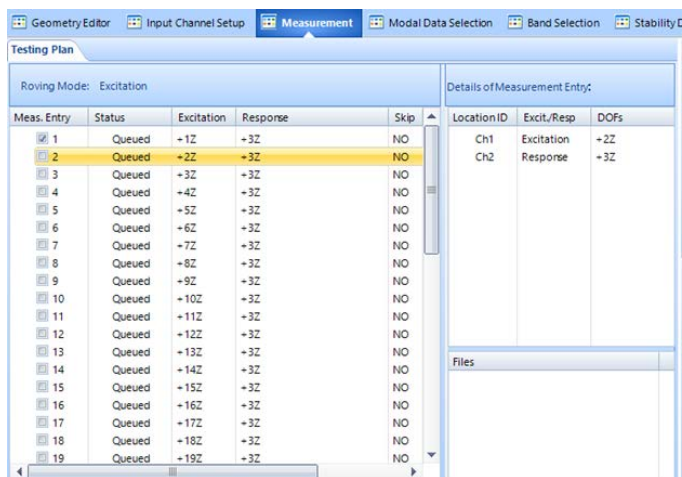 Geometry Editor Input Channel Setup Measurement Modal Data Selection Band Selection Stability D
Testing Plan
Roving Mode: Excitation Details of Measurement Entry:
Meas. Entry Status Excitation Response Skip Location ID Excit./Resp DOFs
1 Queued +1Z +3Z NO Ch1 Excitation +2Z
2 Queued +2Z +3Z NO Ch2 Response +3Z
3 Queued +3Z +3Z NO
4 Queued +4Z +3Z NO
5 Queued +5Z +3Z NO
6 Queued +6Z +3Z NO
7 Queued +7Z +3Z NO
8 Queued +8Z +3Z NO
9 Queued +9Z +3Z NO
10 Queued +10Z +3Z NO
11 Queued +11Z +3Z NO
12 Queued +12Z +3Z NO
13 Queued +13Z +3Z NO
Files
14 Queued +14Z +3Z NO
15 Queued +15Z +3Z NO
16 Queued +16Z +3Z NO
17 Queued +17Z +3Z NO
18 Queued +18Z +3Z NO
19 Queued +19Z +3Z NO